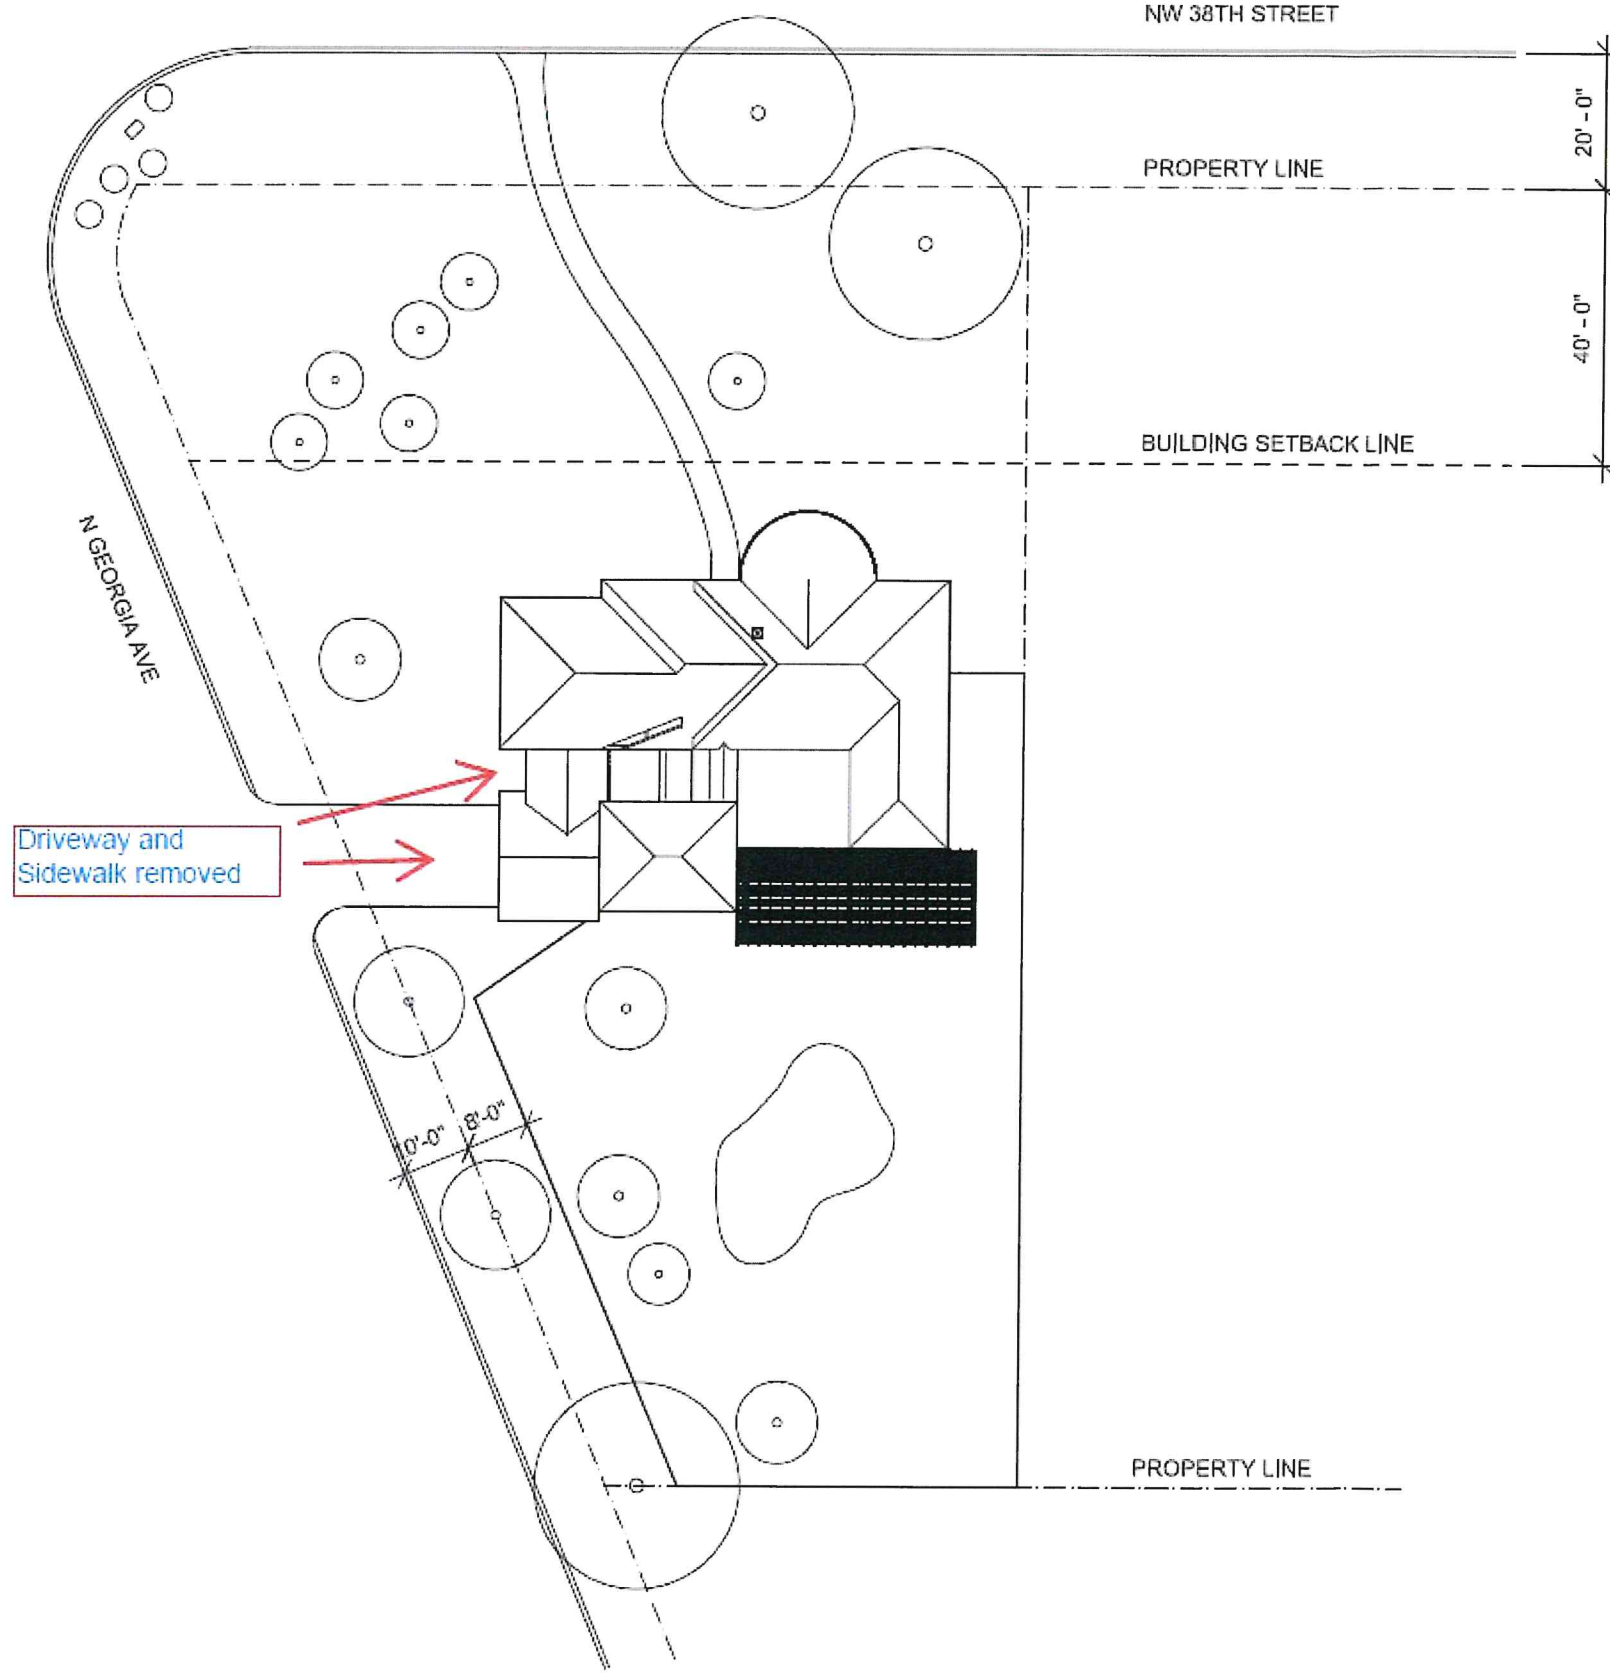 NW 38TH STREET
20'-0"
PROPERTY LINE
40'-0"
BUILDING SETBACK LINE
N GEORGIA AVE
Driveway and
Sidewalk removed
8'-0"
0'-0"
PROPERTY LINE